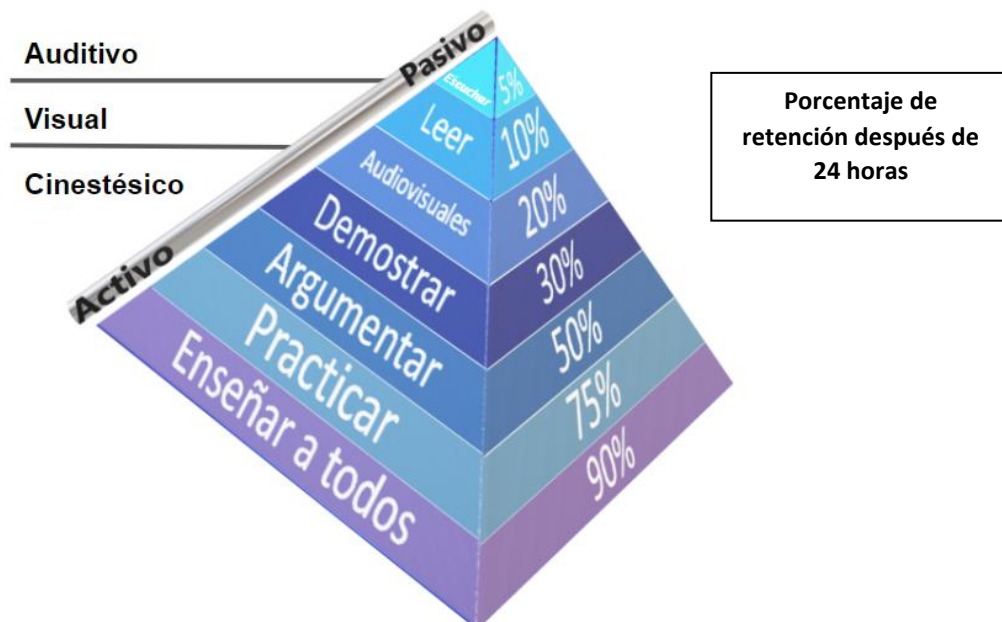 Auditivo
Visual
Cinestésico
Pasivo
Activo
Escuchar 5%
Leer 10%
Audiovisuales 20%
Demostrar 30%
Argumentar 50%
Practicar 75%
Enseñar a todos 90%
Porcentaje de
retención después de
24 horas